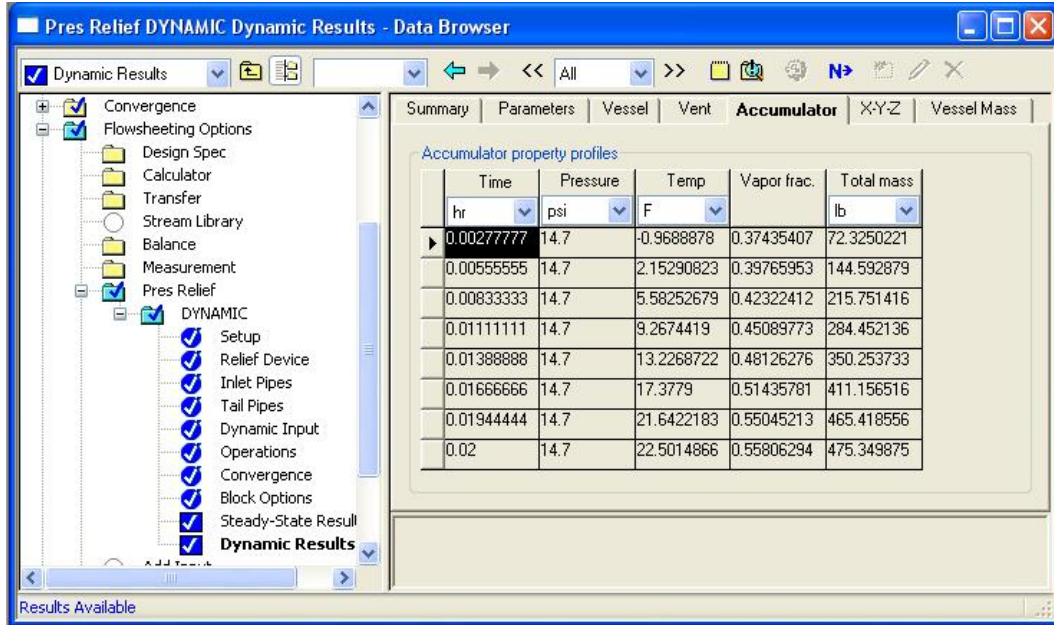 Pres Relief DYNAMIC Dynamic Results - Data Browser
Dynamic Results << All >> N>
Convergence
Flowsheeting Options
Design Spec
Calculator
Transfer
Stream Library
Balance
Measurement
Pres Relief
DYNAMIC
Setup
Relief Device
Inlet Pipes
Tail Pipes
Dynamic Input
Operations
Convergence
Block Options
Steady-State Resul
Dynamic Results
Summary Parameters Vessel Vent Accumulator X-Y-Z Vessel Mass
Accumulator property profiles
Time Pressure Temp Vapor frac. Total mass
hr psi F lb
0.00277777 14.7 -0.9688878 0.37435407 72.3250221
0.00555555 14.7 2.15290823 0.39765953 144.592879
0.00833333 14.7 5.58252679 0.42322412 215.751416
0.01111111 14.7 9.2674419 0.45089773 284.452136
0.01388888 14.7 13.2268722 0.48126276 350.253733
0.01666666 14.7 17.3779 0.51435781 411.156516
0.01944444 14.7 21.6422183 0.55045213 465.418556
0.02 14.7 22.5014866 0.55806294 475.349875
Results Available